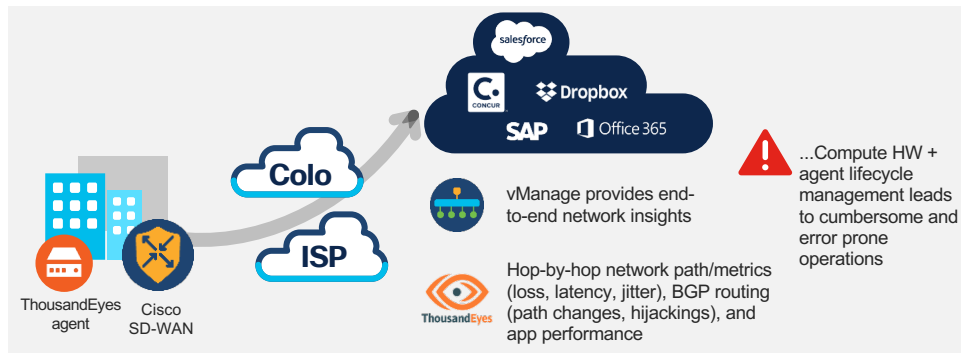 salesforce
C.
CONCUR
Dropbox
SAP
Office 365
Colo
ISP
ThousandEyes
agent
Cisco
SD-WAN
vManage provides end-
to-end network insights
ThousandEyes
Hop-by-hop network path/metrics
(loss, latency, jitter), BGP routing
(path changes, hijackings), and
app performance
...Compute HW +
agent lifecycle
management leads
to cumbersome and
error prone
operations